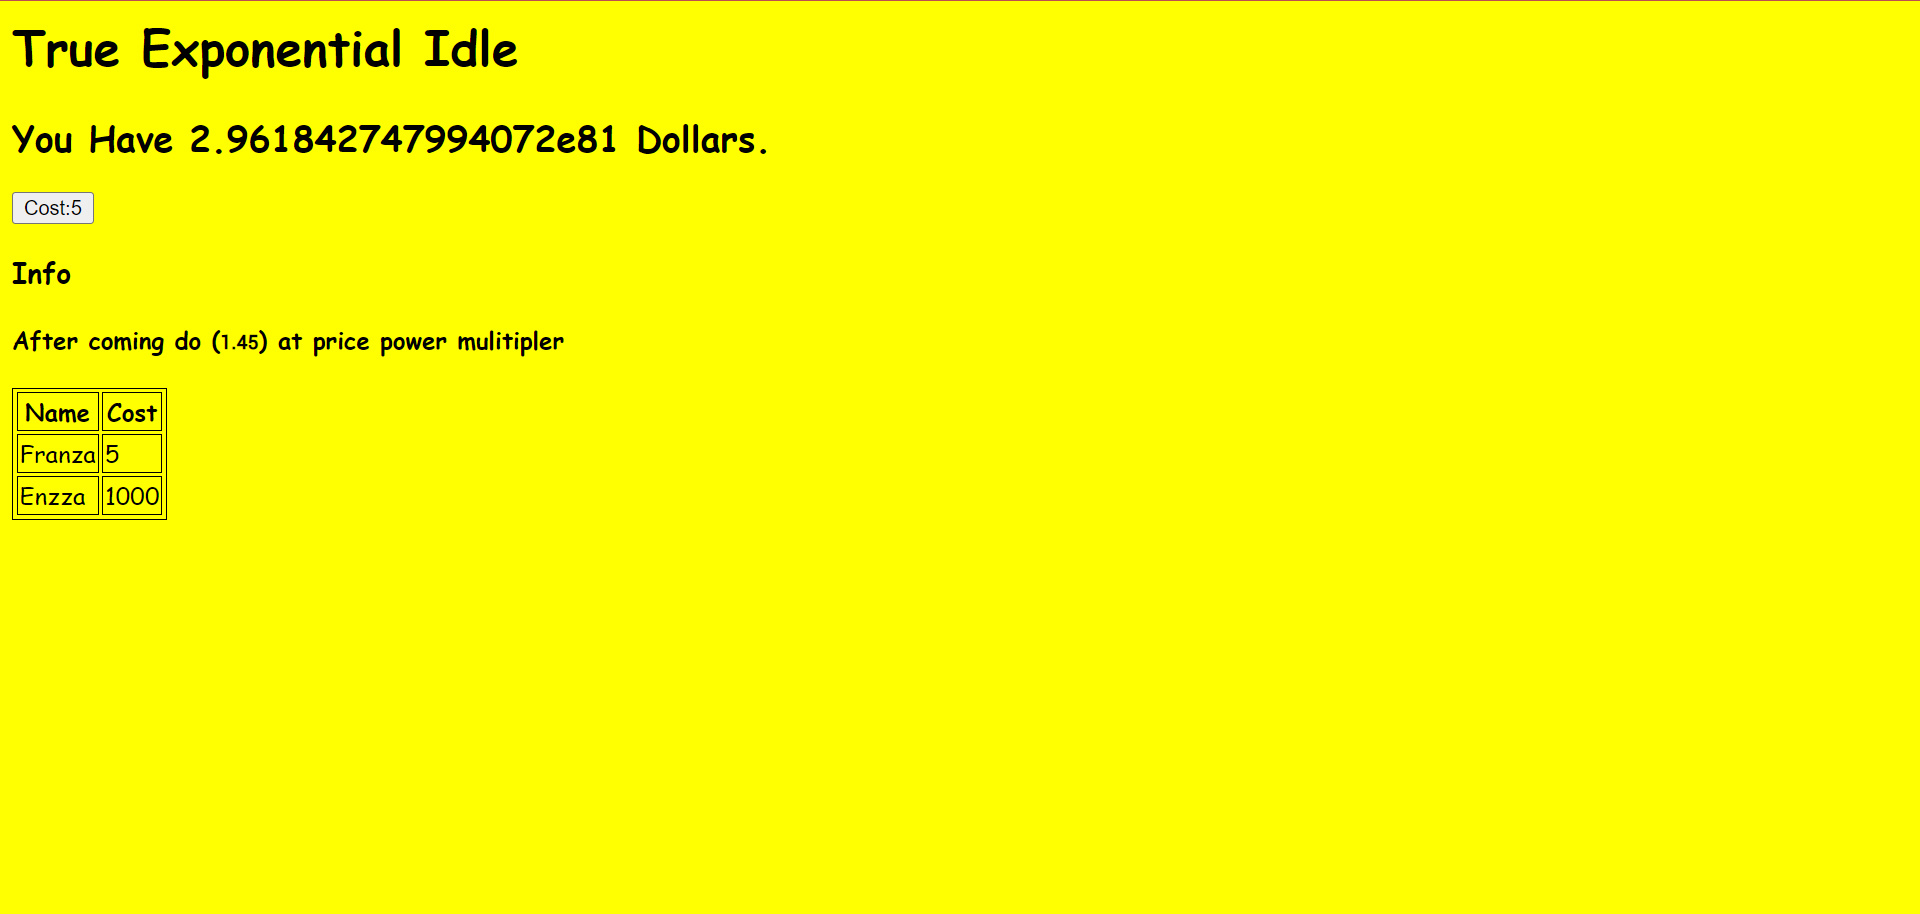 True Exponential Idle
You Have 2.961842747994072e81 Dollars.
Cost:5
Info
After coming do (1.45) at price power mulitipler
Name Cost
Franza 5
Enzza 1000